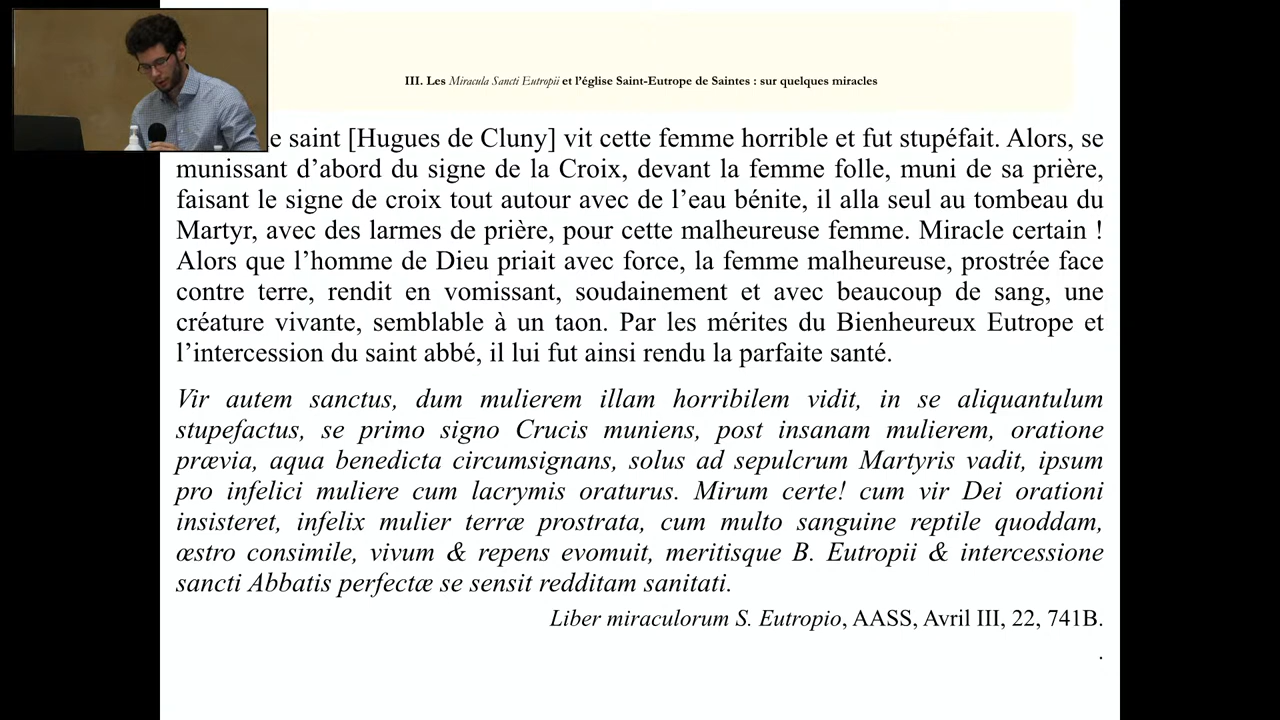 III. Les Miracula Sancti Eutropii et l’église Saint-Eutrope de Saintes : sur quelques miracles
saint [Hugues de Cluny] vit cette femme horrible et fut stupéfait. Alors, se
munissant d’abord du signe de la Croix, devant la femme folle, muni de sa prière,
faisant le signe de croix tout autour avec de l’eau bénite, il alla seul au tombeau du
Martyr, avec des larmes de prière, pour cette malheureuse femme. Miracle certain !
Alors que l’homme de Dieu priait avec force, la femme malheureuse, prostrée face
contre terre, rendit en vomissant, soudainement et avec beaucoup de sang, une
créature vivante, semblable à un taon. Par les mérites du Bienheureux Eutrope et
l’intercession du saint abbé, il lui fut ainsi rendu la parfaite santé.
Vir autem sanctus, dum mulierem illam horribilem vidit, in se aliquantulum
stupefactus, se primo signo Crucis muniens, post insanam mulierem, oratione
prævia, aqua benedicta circumsignans, solus ad sepulcrum Martyris vadit, ipsum
pro infelici muliere cum lacrymis oraturus. Mirum certe! cum vir Dei orationi
insisteret, infelix mulier terræ prostrata, cum multo sanguine reptile quoddam,
œstro consimile, vivum & repens evomuit, meritisque B. Eutropii & intercessione
sancti Abbatis perfectæ se sensit redditam sanitati.
Liber miraculorum S. Eutropio, AASS, Avril III, 22, 741B.
.